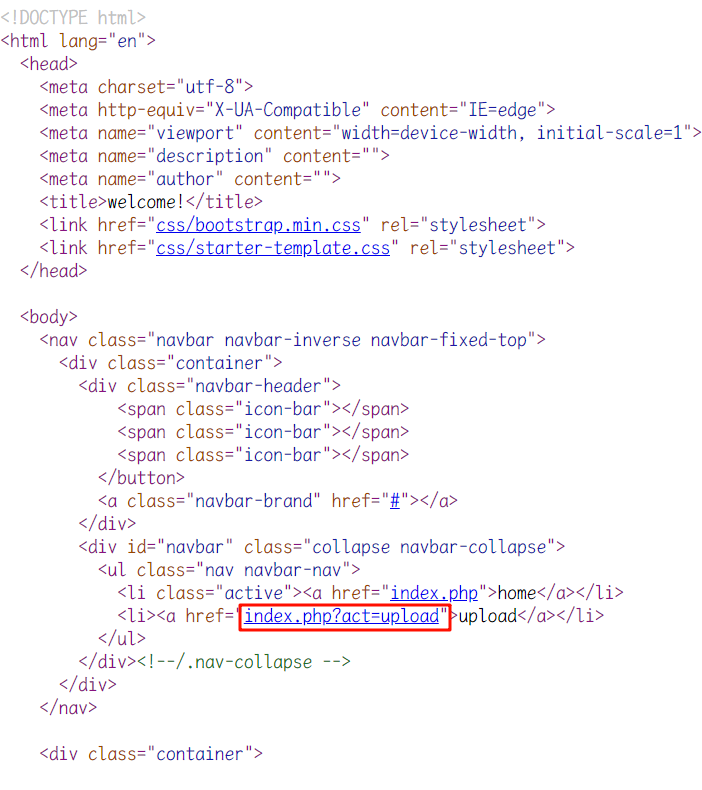 <!DOCTYPE html>
<html lang="en">
  <head>
    <meta charset="utf-8">
    <meta http-equiv="X-UA-Compatible" content="IE=edge">
    <meta name="viewport" content="width=device-width, initial-scale=1">
    <meta name="description" content="">
    <meta name="author" content="">
    <title>welcome!</title>
    <link href="css/bootstrap.min.css" rel="stylesheet">
    <link href="css/starter-template.css" rel="stylesheet">
  </head>

  <body>
    <nav class="navbar navbar-inverse navbar-fixed-top">
      <div class="container">
        <div class="navbar-header">
            <span class="icon-bar"></span>
            <span class="icon-bar"></span>
            <span class="icon-bar"></span>
          </button>
          <a class="navbar-brand" href="#"></a>
        </div>
        <div id="navbar" class="collapse navbar-collapse">
          <ul class="nav navbar-nav">
            <li class="active"><a href="index.php">home</a></li>
            <li><a href="index.php?act=upload">upload</a></li>
          </ul>
        </div><!--/.nav-collapse -->
      </div>
    </nav>

    <div class="container">